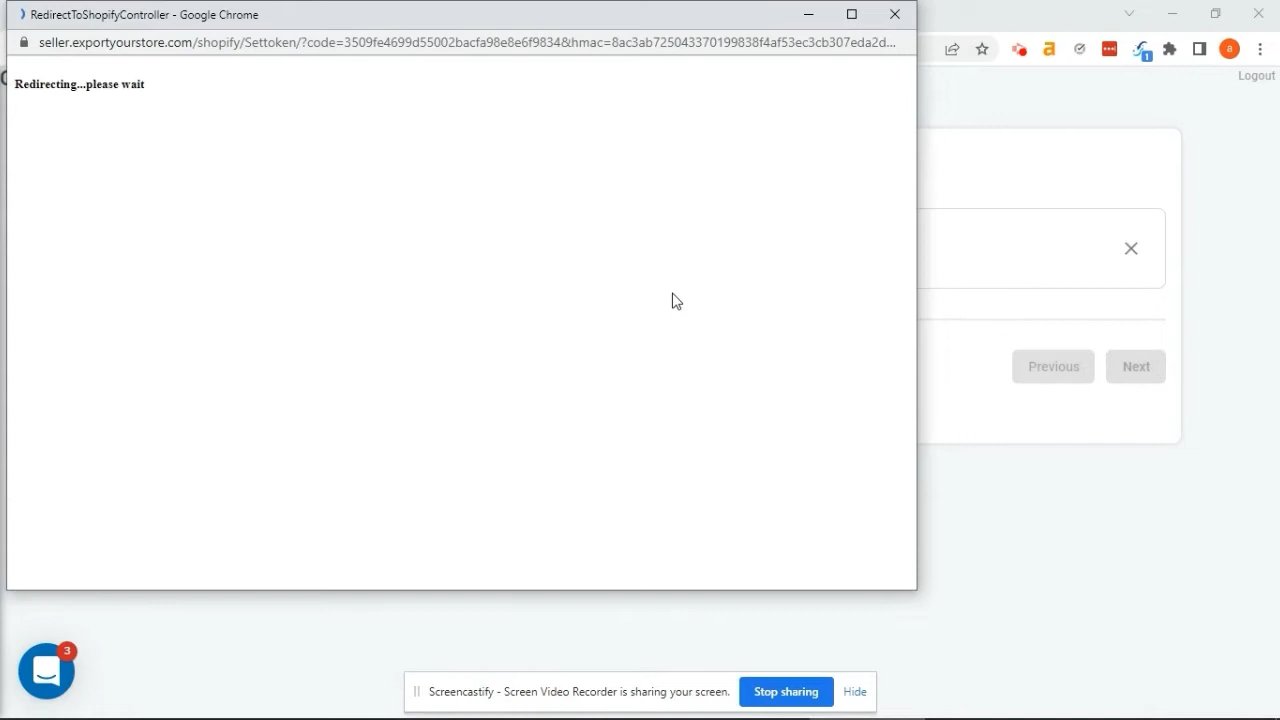 RedirectToShopifyController - Google Chrome
seller.exportyourstore.com/shopify/Settoken/?code=3509fe4699d55002bacfa98e8e6f9834&hmac=8ac3ab725043370199838f4af53ec3cb307eda2d...
1
a
Logout
Redirecting...please wait
Previous
Next
3
Screencastify - Screen Video Recorder is sharing your screen.
Stop sharing
Hide